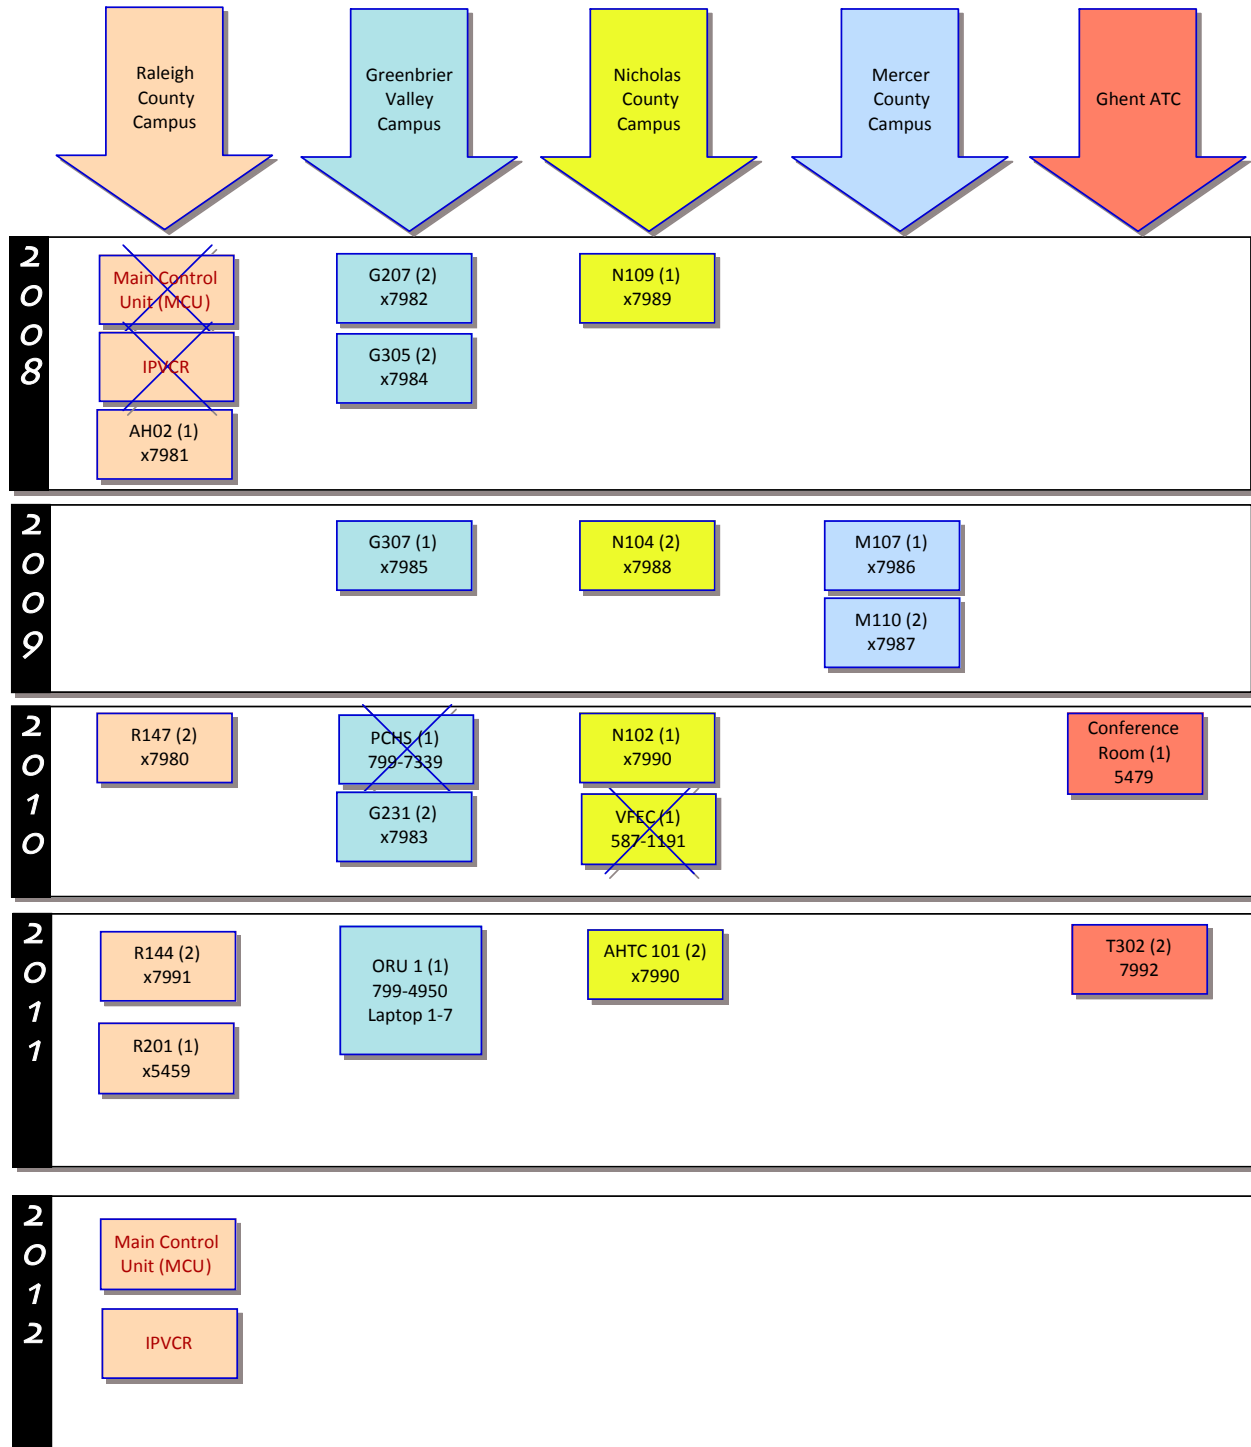 Raleigh
County
Campus
Greenbrier
Valley
Campus
Nicholas
County
Campus
Mercer
County
Campus
Ghent ATC
2008
Main Control
Unit (MCU)
IPVCR
AH02 (1)
x7981
G207 (2)
x7982
G305 (2)
x7984
N109 (1)
x7989
2009
G307 (1)
x7985
N104 (2)
x7988
M107 (1)
x7986
M110 (2)
x7987
2010
R147 (2)
x7980
PCHS (1)
799-7339
G231 (2)
x7983
N102 (1)
x7990
VFEC (1)
587-1191
Conference
Room (1)
5479
2011
R144 (2)
x7991
R201 (1)
x5459
ORU 1 (1)
799-4950
Laptop 1-7
AHTC 101 (2)
x7990
T302 (2)
7992
2012
Main Control
Unit (MCU)
IPVCR